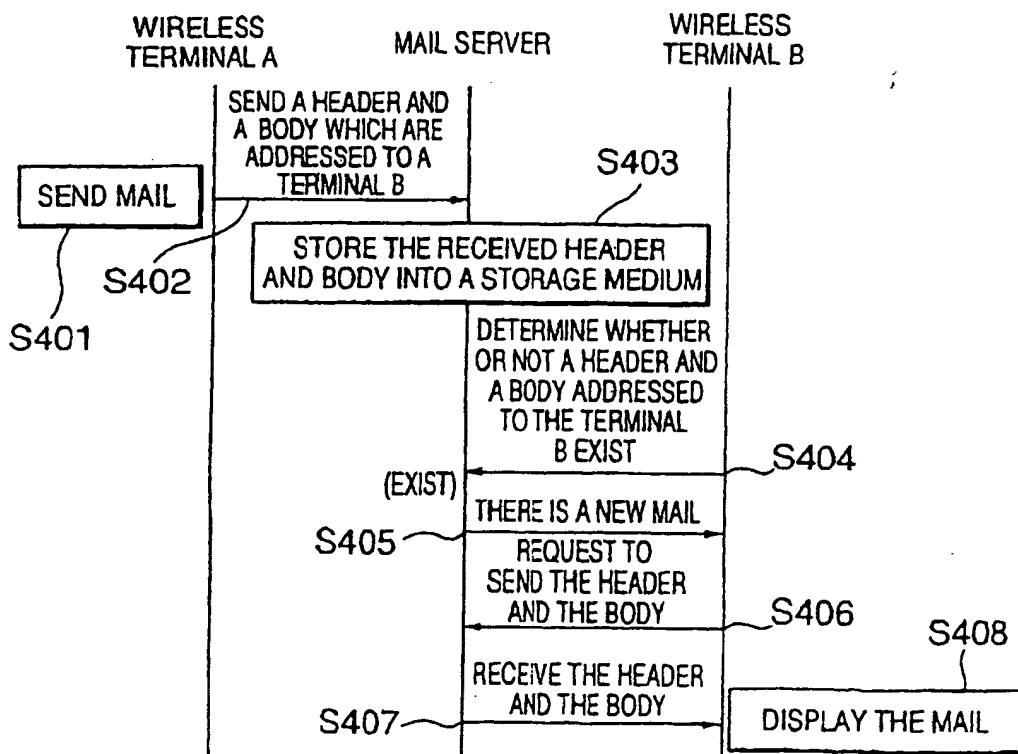 WIRELESS
TERMINAL A
MAIL SERVER
WIRELESS
TERMINAL B
SEND A HEADER AND
A BODY WHICH ARE
ADDRESSED TO A
TERMINAL B
SEND MAIL
S401
S402
S403
STORE THE RECEIVED HEADER
AND BODY INTO A STORAGE MEDIUM
DETERMINE WHETHER
OR NOT A HEADER AND
A BODY ADDRESSED
TO THE TERMINAL
B EXIST
S404
(EXIST)
THERE IS A NEW MAIL
S405
REQUEST TO
SEND THE HEADER
AND THE BODY
S406
S408
RECEIVE THE HEADER
AND THE BODY
S407
DISPLAY THE MAIL